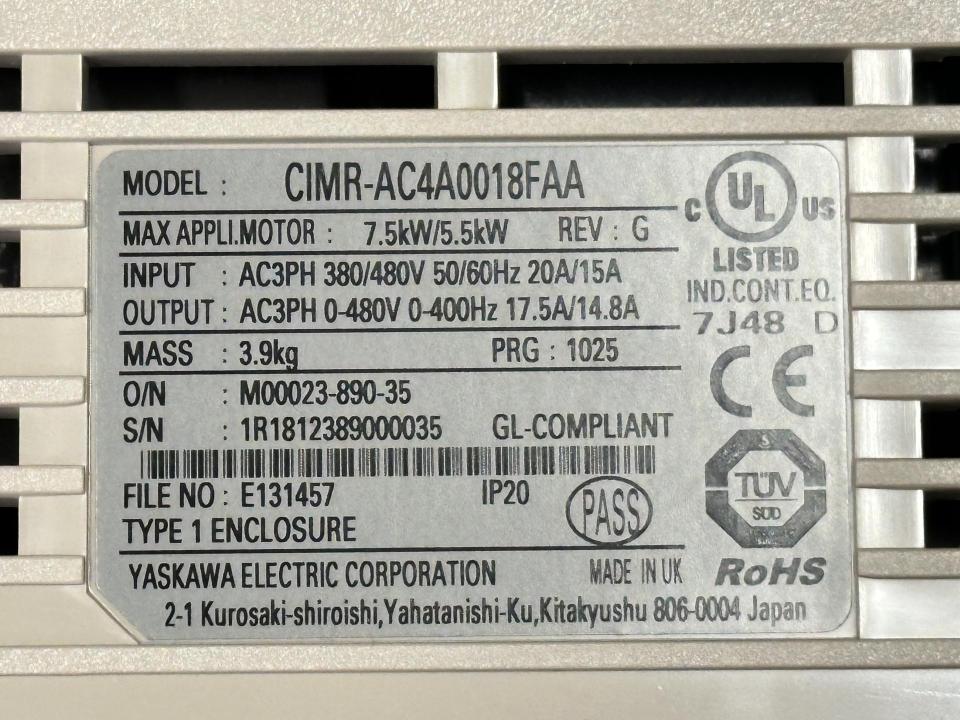 MODEL : CIMR-AC4A0018FAA
MAX APPLI.MOTOR : 7.5kW/5.5kW REV : G
INPUT : AC3PH 380/480V 50/60Hz 20A/15A
OUTPUT : AC3PH 0-480V 0-400Hz 17.5A/14.8A
MASS : 3.9kg PRG : 1025
O/N : M00023-890-35
S/N : 1R1812389000035 GL-COMPLIANT
FILE NO : E131457 IP20 PASS
TYPE 1 ENCLOSURE
YASKAWA ELECTRIC CORPORATION MADE IN UK
2-1 Kurosaki-shiroishi,Yahatanishi-Ku,Kitakyushu 806-0004 Japan
C UL US
LISTED
IND.CONT.EQ.
7J48 D
CE
TÜV
SÜD
RoHS